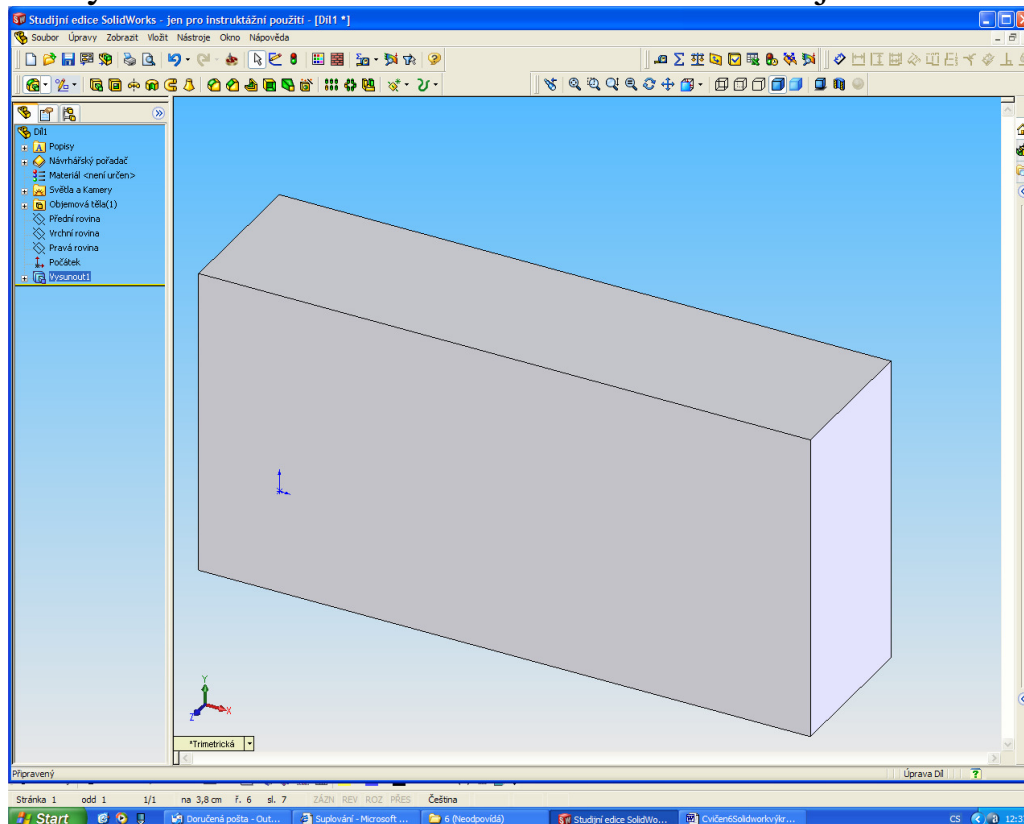 Studijní edice SolidWorks - jen pro instruktážní použití - [Díl1 *]
Soubor Úpravy Zobrazit Vložit Nástroje Okno Nápověda
Díl1
Popisy
Návrhářský pořadač
Materiál <není určen>
Světla a Kamery
Objemová těla(1)
Přední rovina
Vrchní rovina
Pravá rovina
Počátek
Vysunout1
Y
X
Z
*Trimetrická
Připravený
Úprava Díl
Stránka 1 odd 1 1/1 na 3,8 cm ř. 6 sl. 7 ZÁZN REV ROZ PŘES Čeština
Start Doručená pošta - Out... Suplování - Microsoft ... 6 (Neodpovídá) Studijní edice SolidWo... Cvičen6Solidworkvýkr... CS